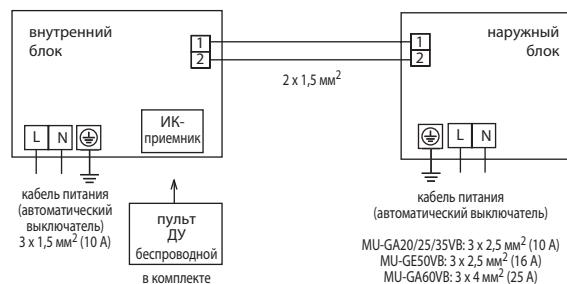 внутренний
блок
1
2
2 x 1,5 мм²
1
2
наружный
блок
L N
ИК-
приемник
L N
кабель питания
(автоматический
выключатель)
3 x 1,5 мм² (10 А)
пульт
ДУ
беспроводной
в комплекте
кабель питания
(автоматический выключатель)
MU-GA20/25/35VB: 3 x 2,5 мм² (10 А)
MU-GE50VB: 3 x 2,5 мм² (16 А)
MU-GA60VB: 3 x 4 мм² (25 А)